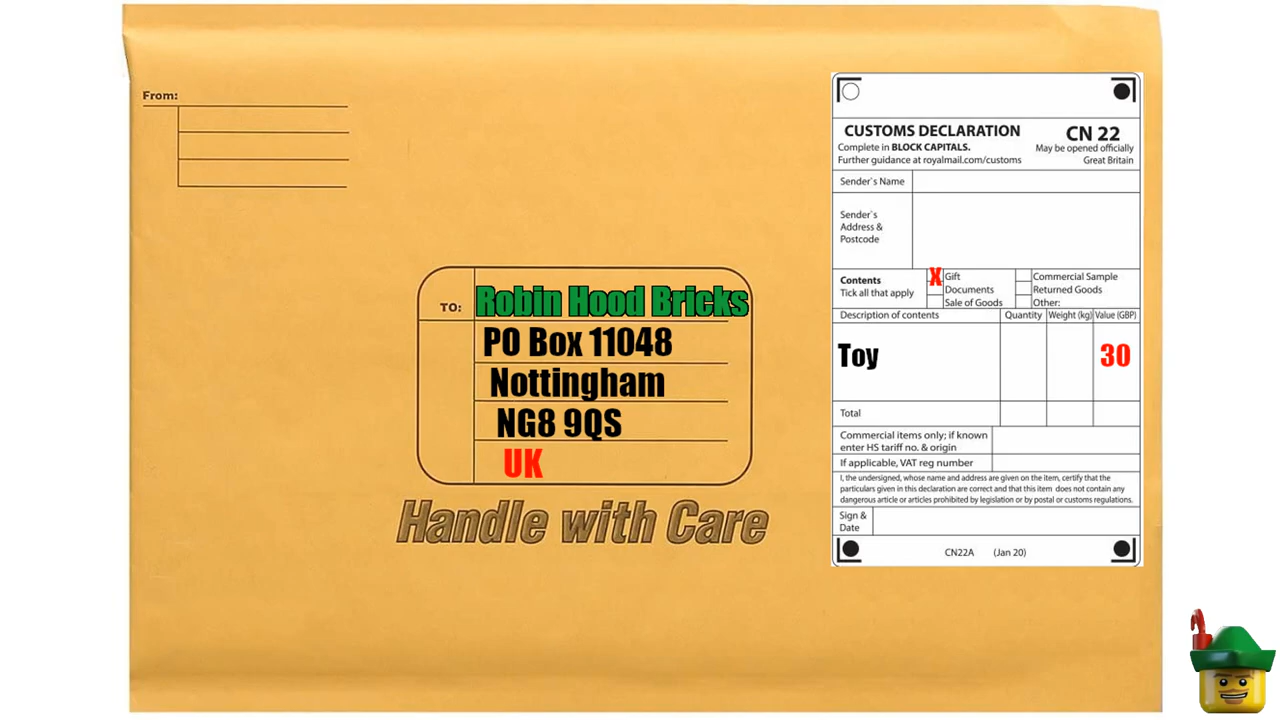 From:
TO: Robin Hood Bricks
PO Box 11048
Nottingham
NG8 9QS
UK
Handle with Care
CUSTOMS DECLARATION CN 22
Complete in BLOCK CAPITALS. May be opened officially
Further guidance at royalmail.com/customs Great Britain
Sender`s Name
Sender`s
Address &
Postcode
Contents X Gift Commercial Sample
Tick all that apply Documents Returned Goods
Sale of Goods Other:
Description of contents Quantity Weight (kg) Value (GBP)
Toy 30
Total
Commercial items only; if known
enter HS tariff no. & origin
If applicable, VAT reg number
I, the undersigned, whose name and address are given on the item, certify that the
particulars given in this declaration are correct and that this item does not contain any
dangerous article or articles prohibited by legislation or by postal or customs regulations.
Sign &
Date
CN22A (Jan 20)